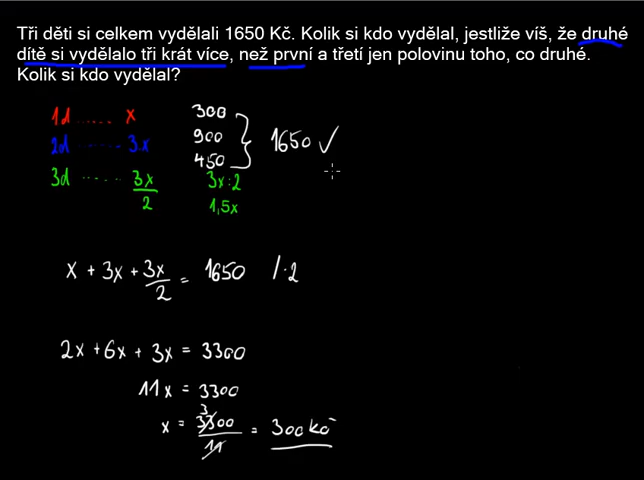 Tři děti si celkem vydělali 1650 Kč. Kolik si kdo vydělal, jestliže víš, že druhé
dítě si vydělalo tři krát více, než první a třetí jen polovinu toho, co druhé.
Kolik si kdo vydělal?
1d ...... x
2d ...... 3x
3d ...... 3x/2
300
900
450
1650 ✓
3x:2
1,5x
x + 3x + 3x/2 = 1650 /·2
2x + 6x + 3x = 3300
11x = 3300
x = 3300/11 = 300 kč
3